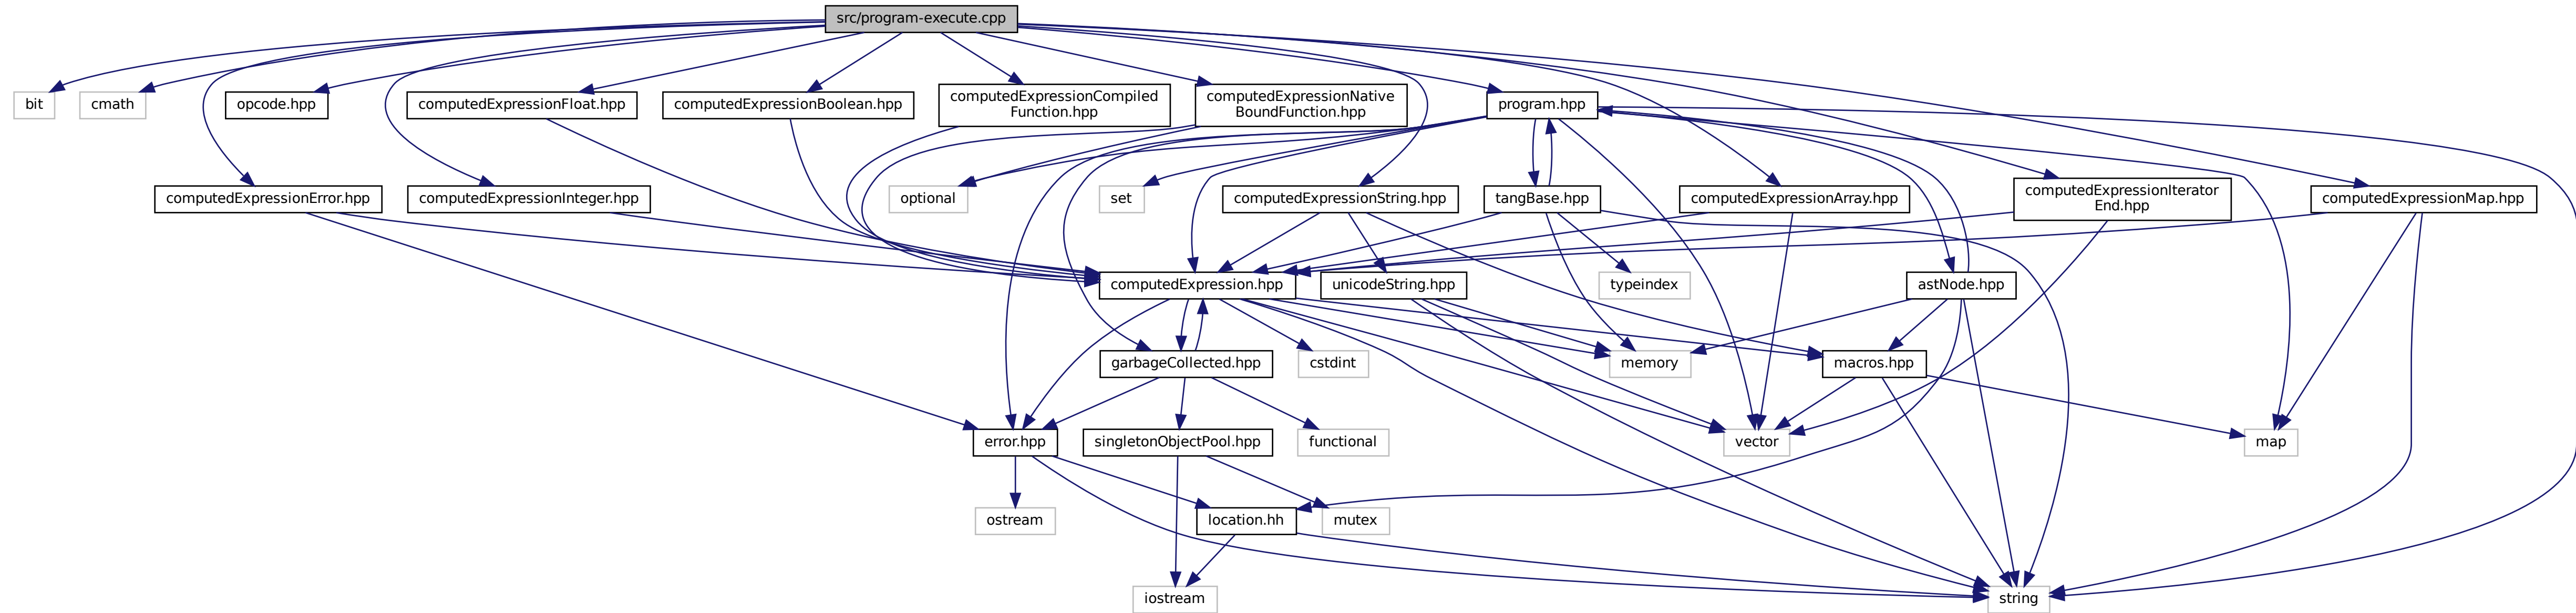 src/program-execute.cpp
bit
cmath
opcode.hpp
computedExpressionFloat.hpp
computedExpressionBoolean.hpp
computedExpressionCompiled
Function.hpp
computedExpressionNative
BoundFunction.hpp
program.hpp
computedExpressionError.hpp
computedExpressionInteger.hpp
optional
set
computedExpressionString.hpp
tangBase.hpp
computedExpressionArray.hpp
computedExpressionIterator
End.hpp
computedExpressionMap.hpp
computedExpression.hpp
unicodeString.hpp
typeindex
astNode.hpp
garbageCollected.hpp
cstdint
memory
macros.hpp
error.hpp
singletonObjectPool.hpp
functional
vector
map
ostream
location.hh
mutex
iostream
string